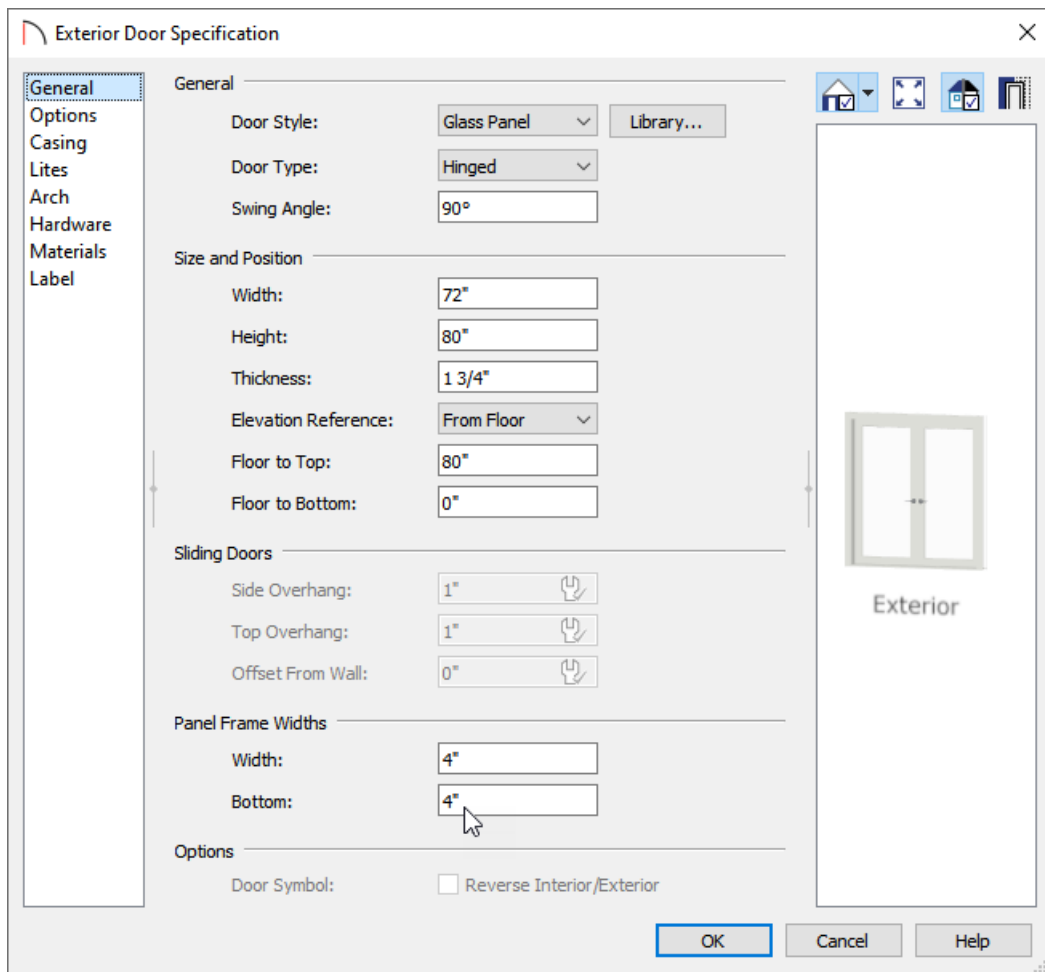 Exterior Door Specification
General
Options
Casing
Lites
Arch
Hardware
Materials
Label
General
Door Style: Glass Panel Library...
Door Type: Hinged
Swing Angle: 90°
Size and Position
Width: 72"
Height: 80"
Thickness: 1 3/4"
Elevation Reference: From Floor
Floor to Top: 80"
Floor to Bottom: 0"
Sliding Doors
Side Overhang: 1"
Top Overhang: 1"
Offset From Wall: 0"
Panel Frame Widths
Width: 4"
Bottom: 4"
Options
Door Symbol: Reverse Interior/Exterior
Exterior
OK Cancel Help